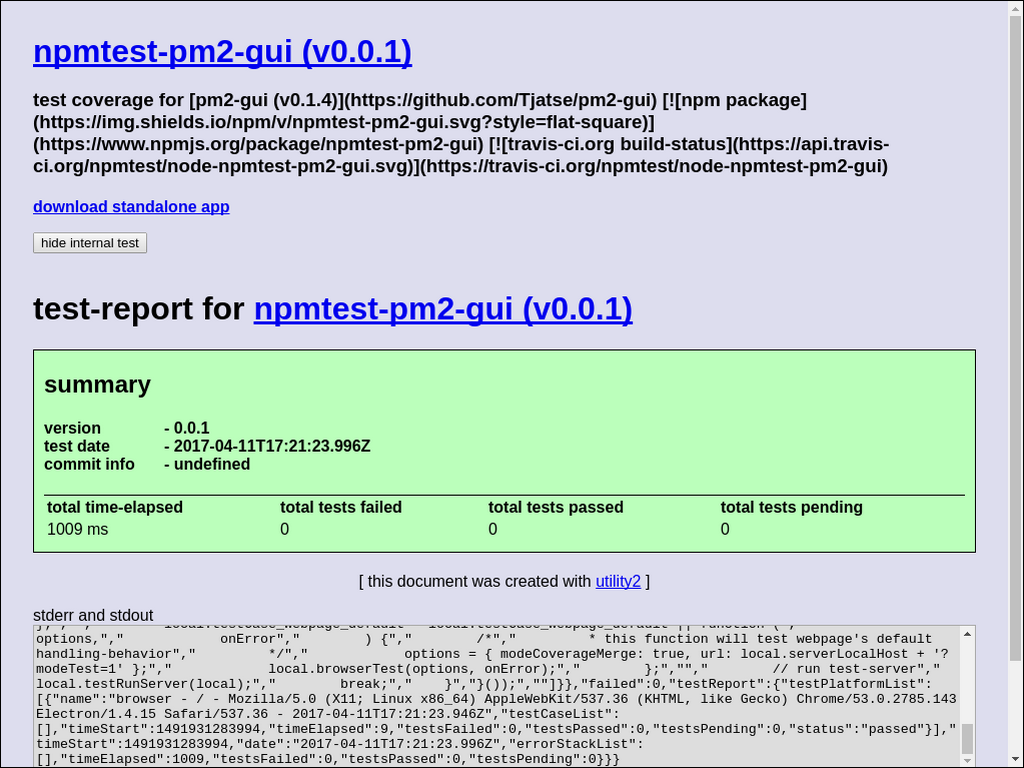 npmtest-pm2-gui (v0.0.1)
test coverage for [pm2-gui (v0.1.4)](https://github.com/Tjatse/pm2-gui) [![npm package]
(https://img.shields.io/npm/v/npmtest-pm2-gui.svg?style=flat-square)]
(https://www.npmjs.org/package/npmtest-pm2-gui) [![travis-ci.org build-status](https://api.travis-
ci.org/npmtest/node-npmtest-pm2-gui.svg)](https://travis-ci.org/npmtest/node-npmtest-pm2-gui)
download standalone app
hide internal test
test-report for npmtest-pm2-gui (v0.0.1)
summary
version - 0.0.1
test date - 2017-04-11T17:21:23.996Z
commit info - undefined
total time-elapsed total tests failed total tests passed total tests pending
1009 ms 0 0 0
[ this document was created with utility2 ]
stderr and stdout
options,","            onError","        ) {","        /*","         * this function will test webpage's default
handling-behavior","         */","            options = { modeCoverageMerge: true, url: local.serverLocalHost + '?
modeTest=1' };","            local.browserTest(options, onError);","        };","","        // run test-server","
local.testRunServer(local);","        break;","    }","}());",""]}},"failed":0,"testReport":{"testPlatformList":
[{"name":"browser - / - Mozilla/5.0 (X11; Linux x86_64) AppleWebKit/537.36 (KHTML, like Gecko) Chrome/53.0.2785.143
Electron/1.4.15 Safari/537.36 - 2017-04-11T17:21:23.946Z","testCaseList":
[],"timeStart":1491931283994,"timeElapsed":9,"testsFailed":0,"testsPassed":0,"testsPending":0,"status":"passed"}],"
timeStart":1491931283994,"date":"2017-04-11T17:21:23.996Z","errorStackList":
[],"timeElapsed":1009,"testsFailed":0,"testsPassed":0,"testsPending":0}}}